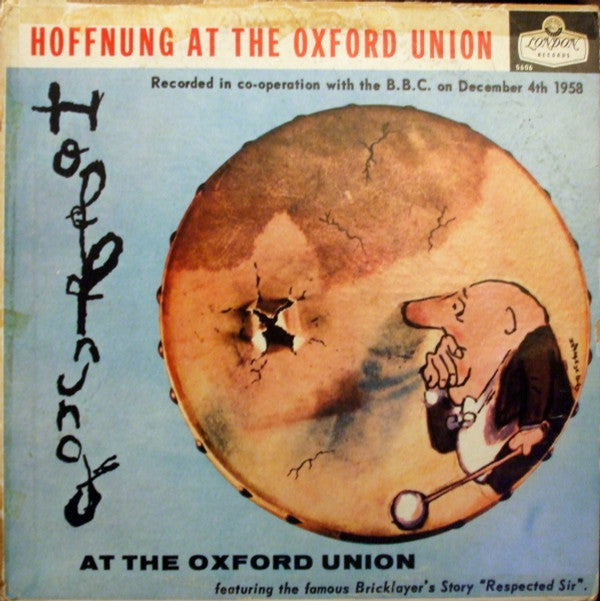 HOFFNUNG AT THE OXFORD UNION
LONDON
RECORDS
5606
Recorded in co-operation with the B.B.C. on December 4th 1958
Hoffnung
AT THE OXFORD UNION
featuring the famous Bricklayer's Story "Respected Sir".